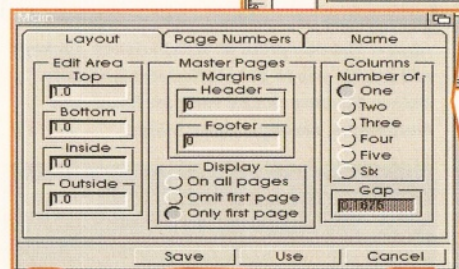 Main
Layout
Page Numbers
Name
Edit Area
Top
1.0
Bottom
1.0
Inside
1.0
Outside
1.0
Master Pages
Margins
Header
0
Footer
0
Display
On all pages
Omit first page
Only first page
Columns
Number of
One
Two
Three
Four
Five
Six
Gap
0.1875
Save
Use
Cancel